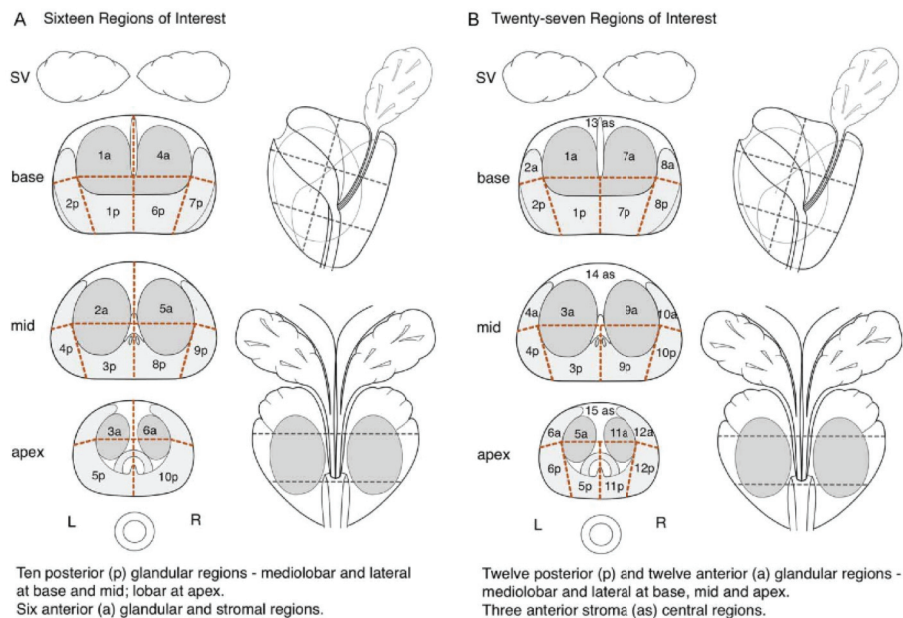 A Sixteen Regions of Interest
SV
base
1a 4a
2p 1p 6p 7p
mid
2a 5a
4p 3p 8p 9p
apex
3a 6a
5p 10p
L R
Ten posterior (p) glandular regions - mediolobar and lateral
at base and mid; lobar at apex.
Six anterior (a) glandular and stromal regions.
B Twenty-seven Regions of Interest
SV
base
13 as
2a 1a 7a 8a
2p 1p 7p 8p
mid
14 as
4a 3a 9a 10a
4p 3p 9p 10p
apex
15 as
6a 5a 11a 12a
6p 5p 11p 12p
L R
Twelve posterior (p) and twelve anterior (a) glandular regions -
mediolobar and lateral at base, mid and apex.
Three anterior stroma (as) central regions.